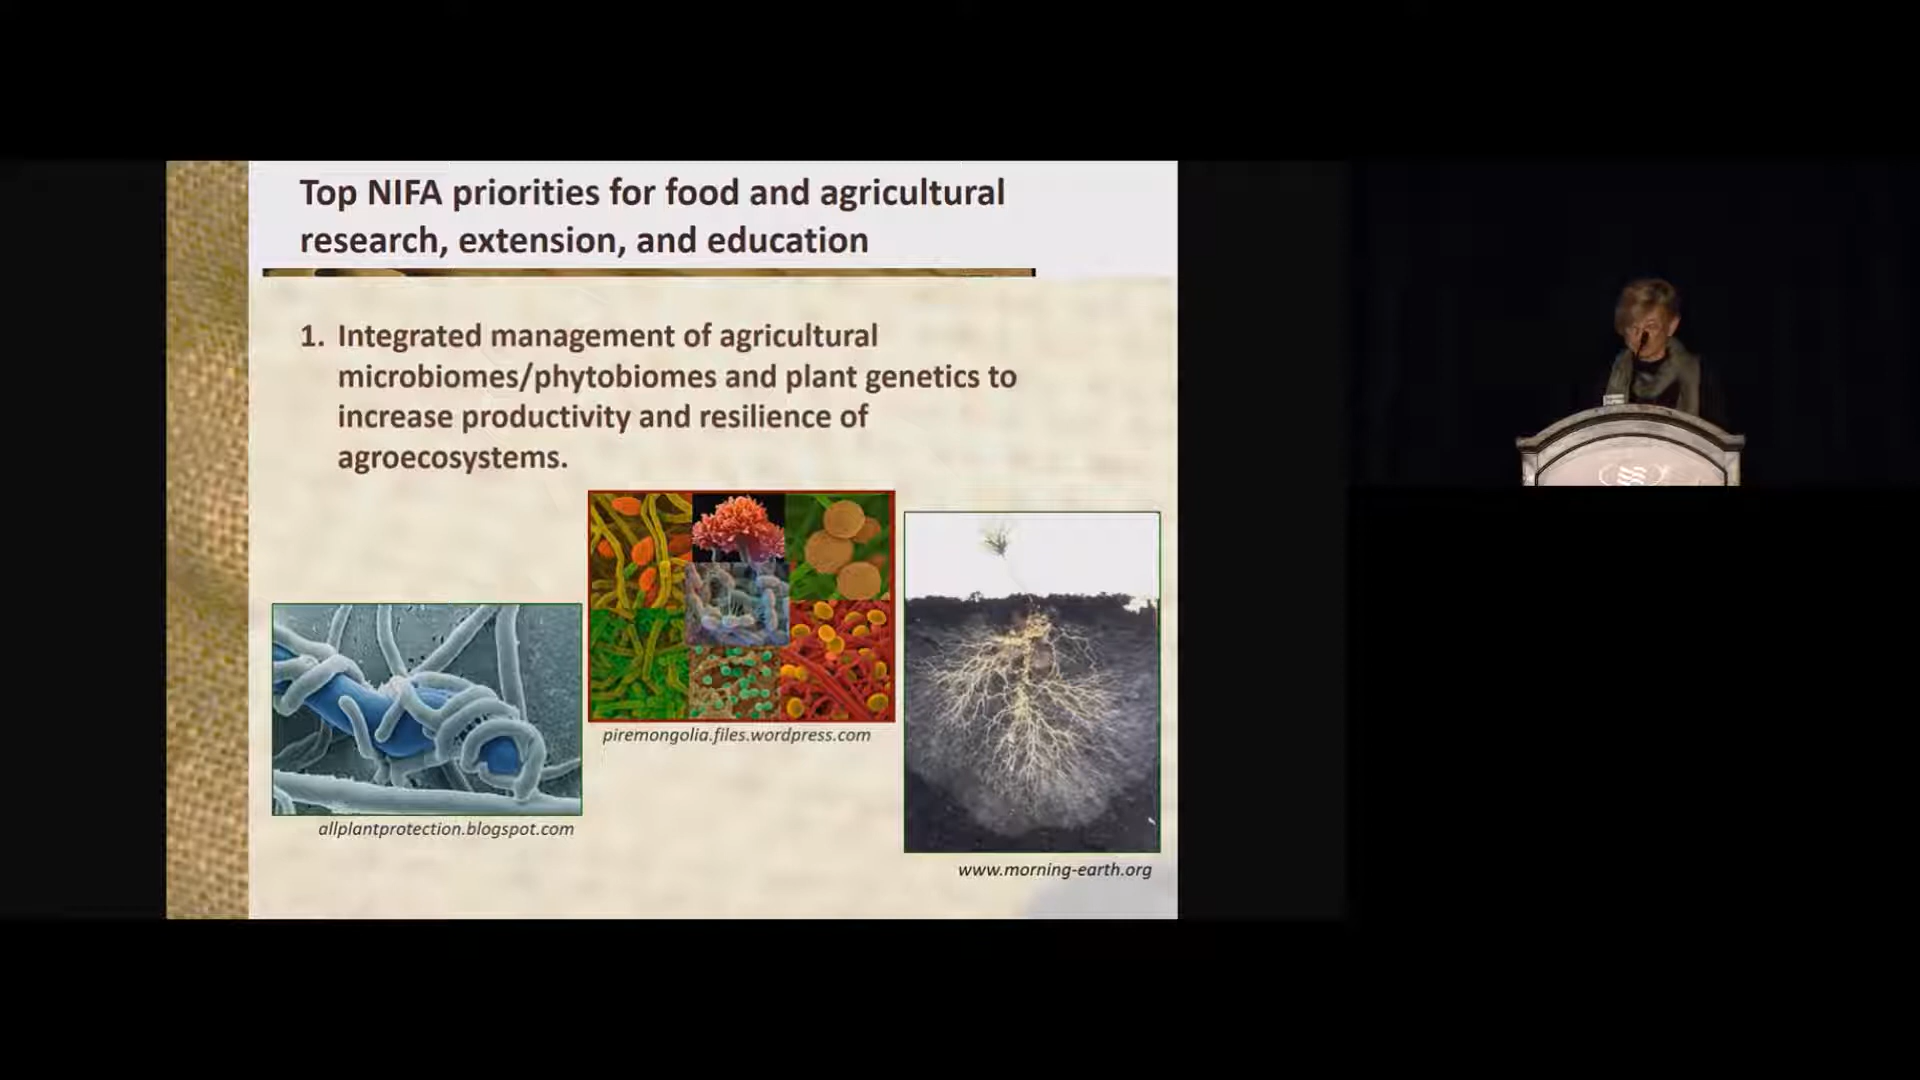 Top NIFA priorities for food and agricultural
research, extension, and education
1. Integrated management of agricultural
microbiomes/phytobiomes and plant genetics to
increase productivity and resilience of
agroecosystems.
piremongolia.files.wordpress.com
allplantprotection.blogspot.com
www.morning-earth.org